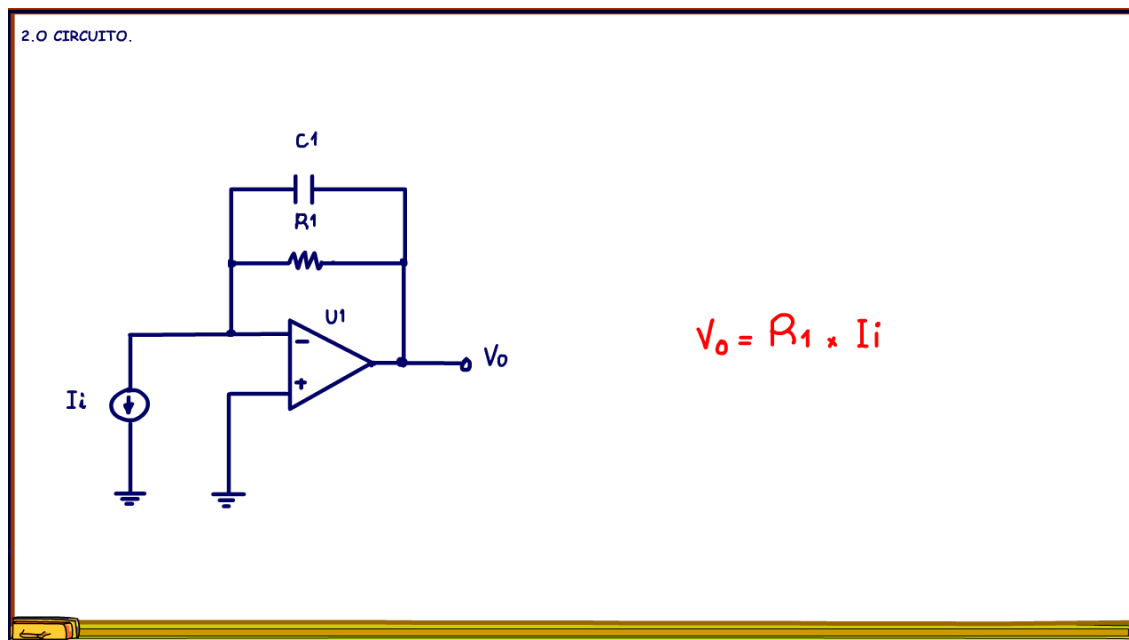 2.O CIRCUITO.
C1
R1
U1
−
+
Vo
Ii
Vo = R1 × Ii